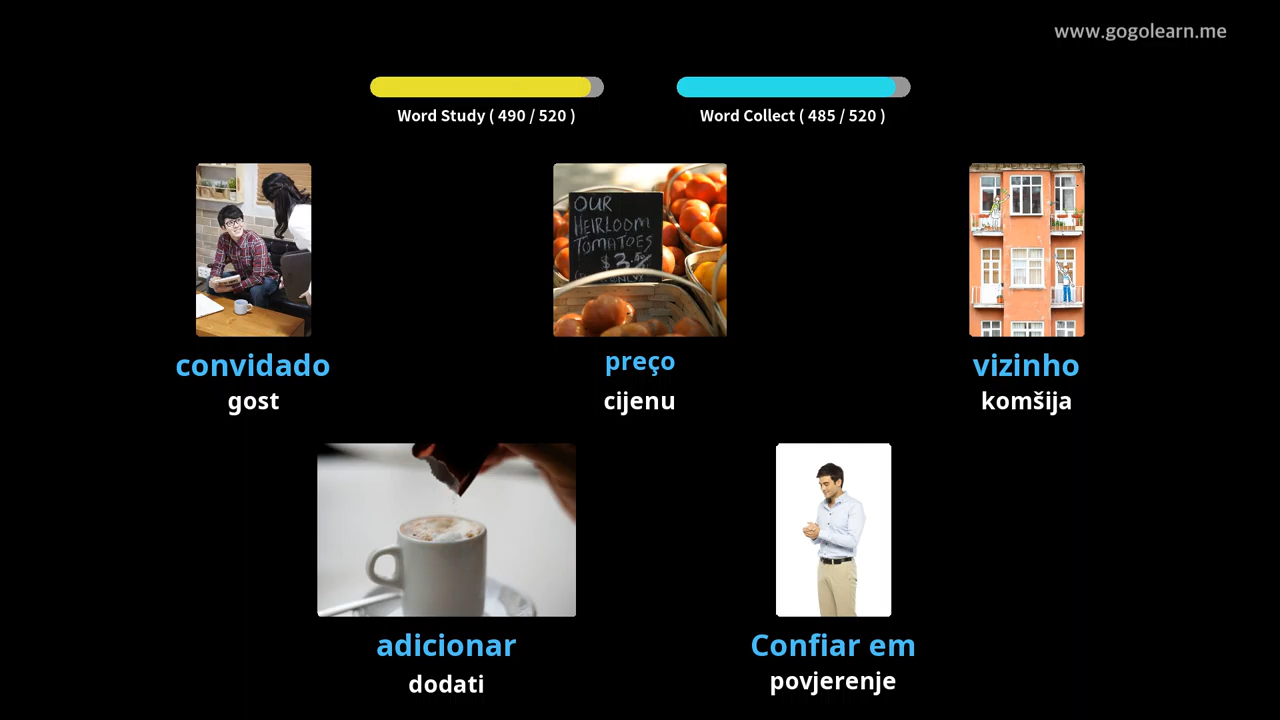 www.gogolearn.me
Word Study ( 490 / 520 )
Word Collect ( 485 / 520 )
OUR
HEIRLOOM
TOMATOES
convidado
gost
preço
cijenu
vizinho
komšija
adicionar
dodati
Confiar em
povjerenje